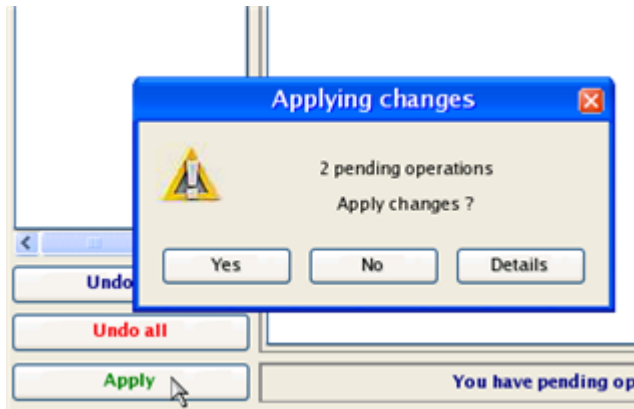 Applying changes
2 pending operations
Apply changes ?
Yes
No
Details
Undo
Undo all
Apply
You have pending op